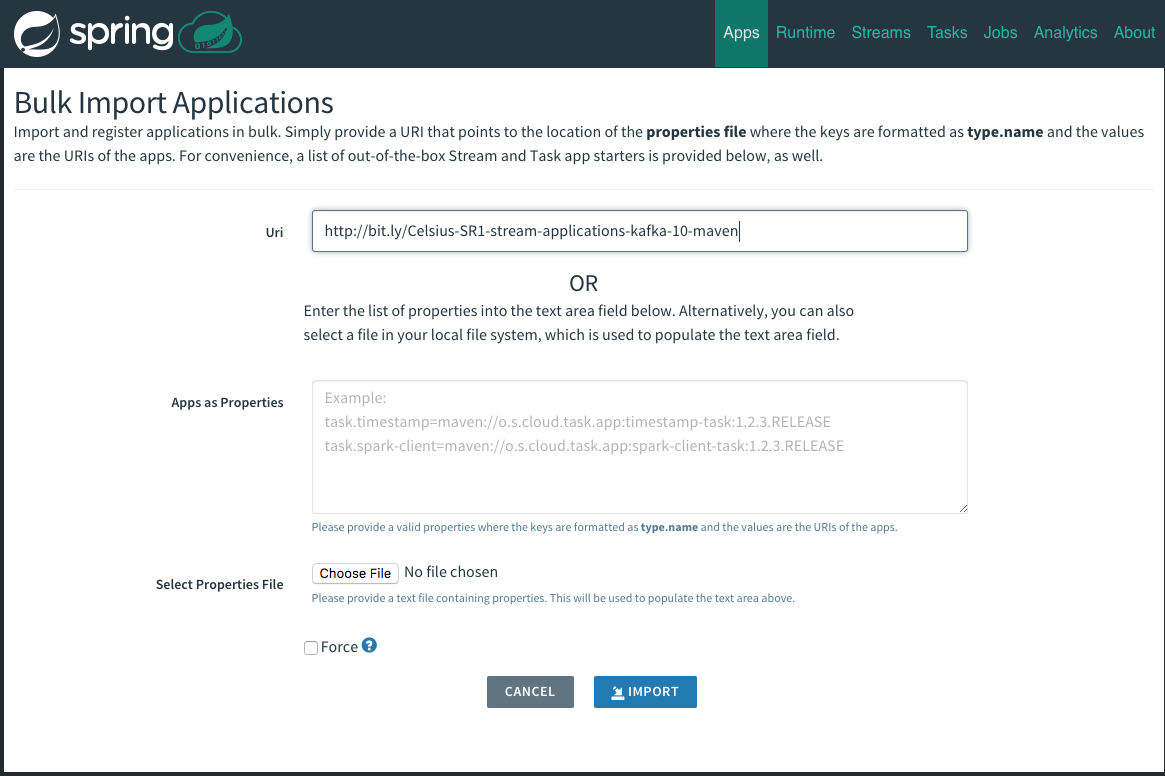 spring
Apps Runtime Streams Tasks Jobs Analytics About
Bulk Import Applications
Import and register applications in bulk. Simply provide a URI that points to the location of the properties file where the keys are formatted as type.name and the values
are the URIs of the apps. For convenience, a list of out-of-the-box Stream and Task app starters is provided below, as well.
Uri
http://bit.ly/Celsius-SR1-stream-applications-kafka-10-maven
OR
Enter the list of properties into the text area field below. Alternatively, you can also
select a file in your local file system, which is used to populate the text area field.
Apps as Properties
Example:
task.timestamp=maven://o.s.cloud.task.app:timestamp-task:1.2.3.RELEASE
task.spark-client=maven://o.s.cloud.task.app:spark-client-task:1.2.3.RELEASE
Please provide a valid properties where the keys are formatted as type.name and the values are the URIs of the apps.
Select Properties File
Choose File No file chosen
Please provide a text file containing properties. This will be used to populate the text area above.
Force ?
CANCEL IMPORT